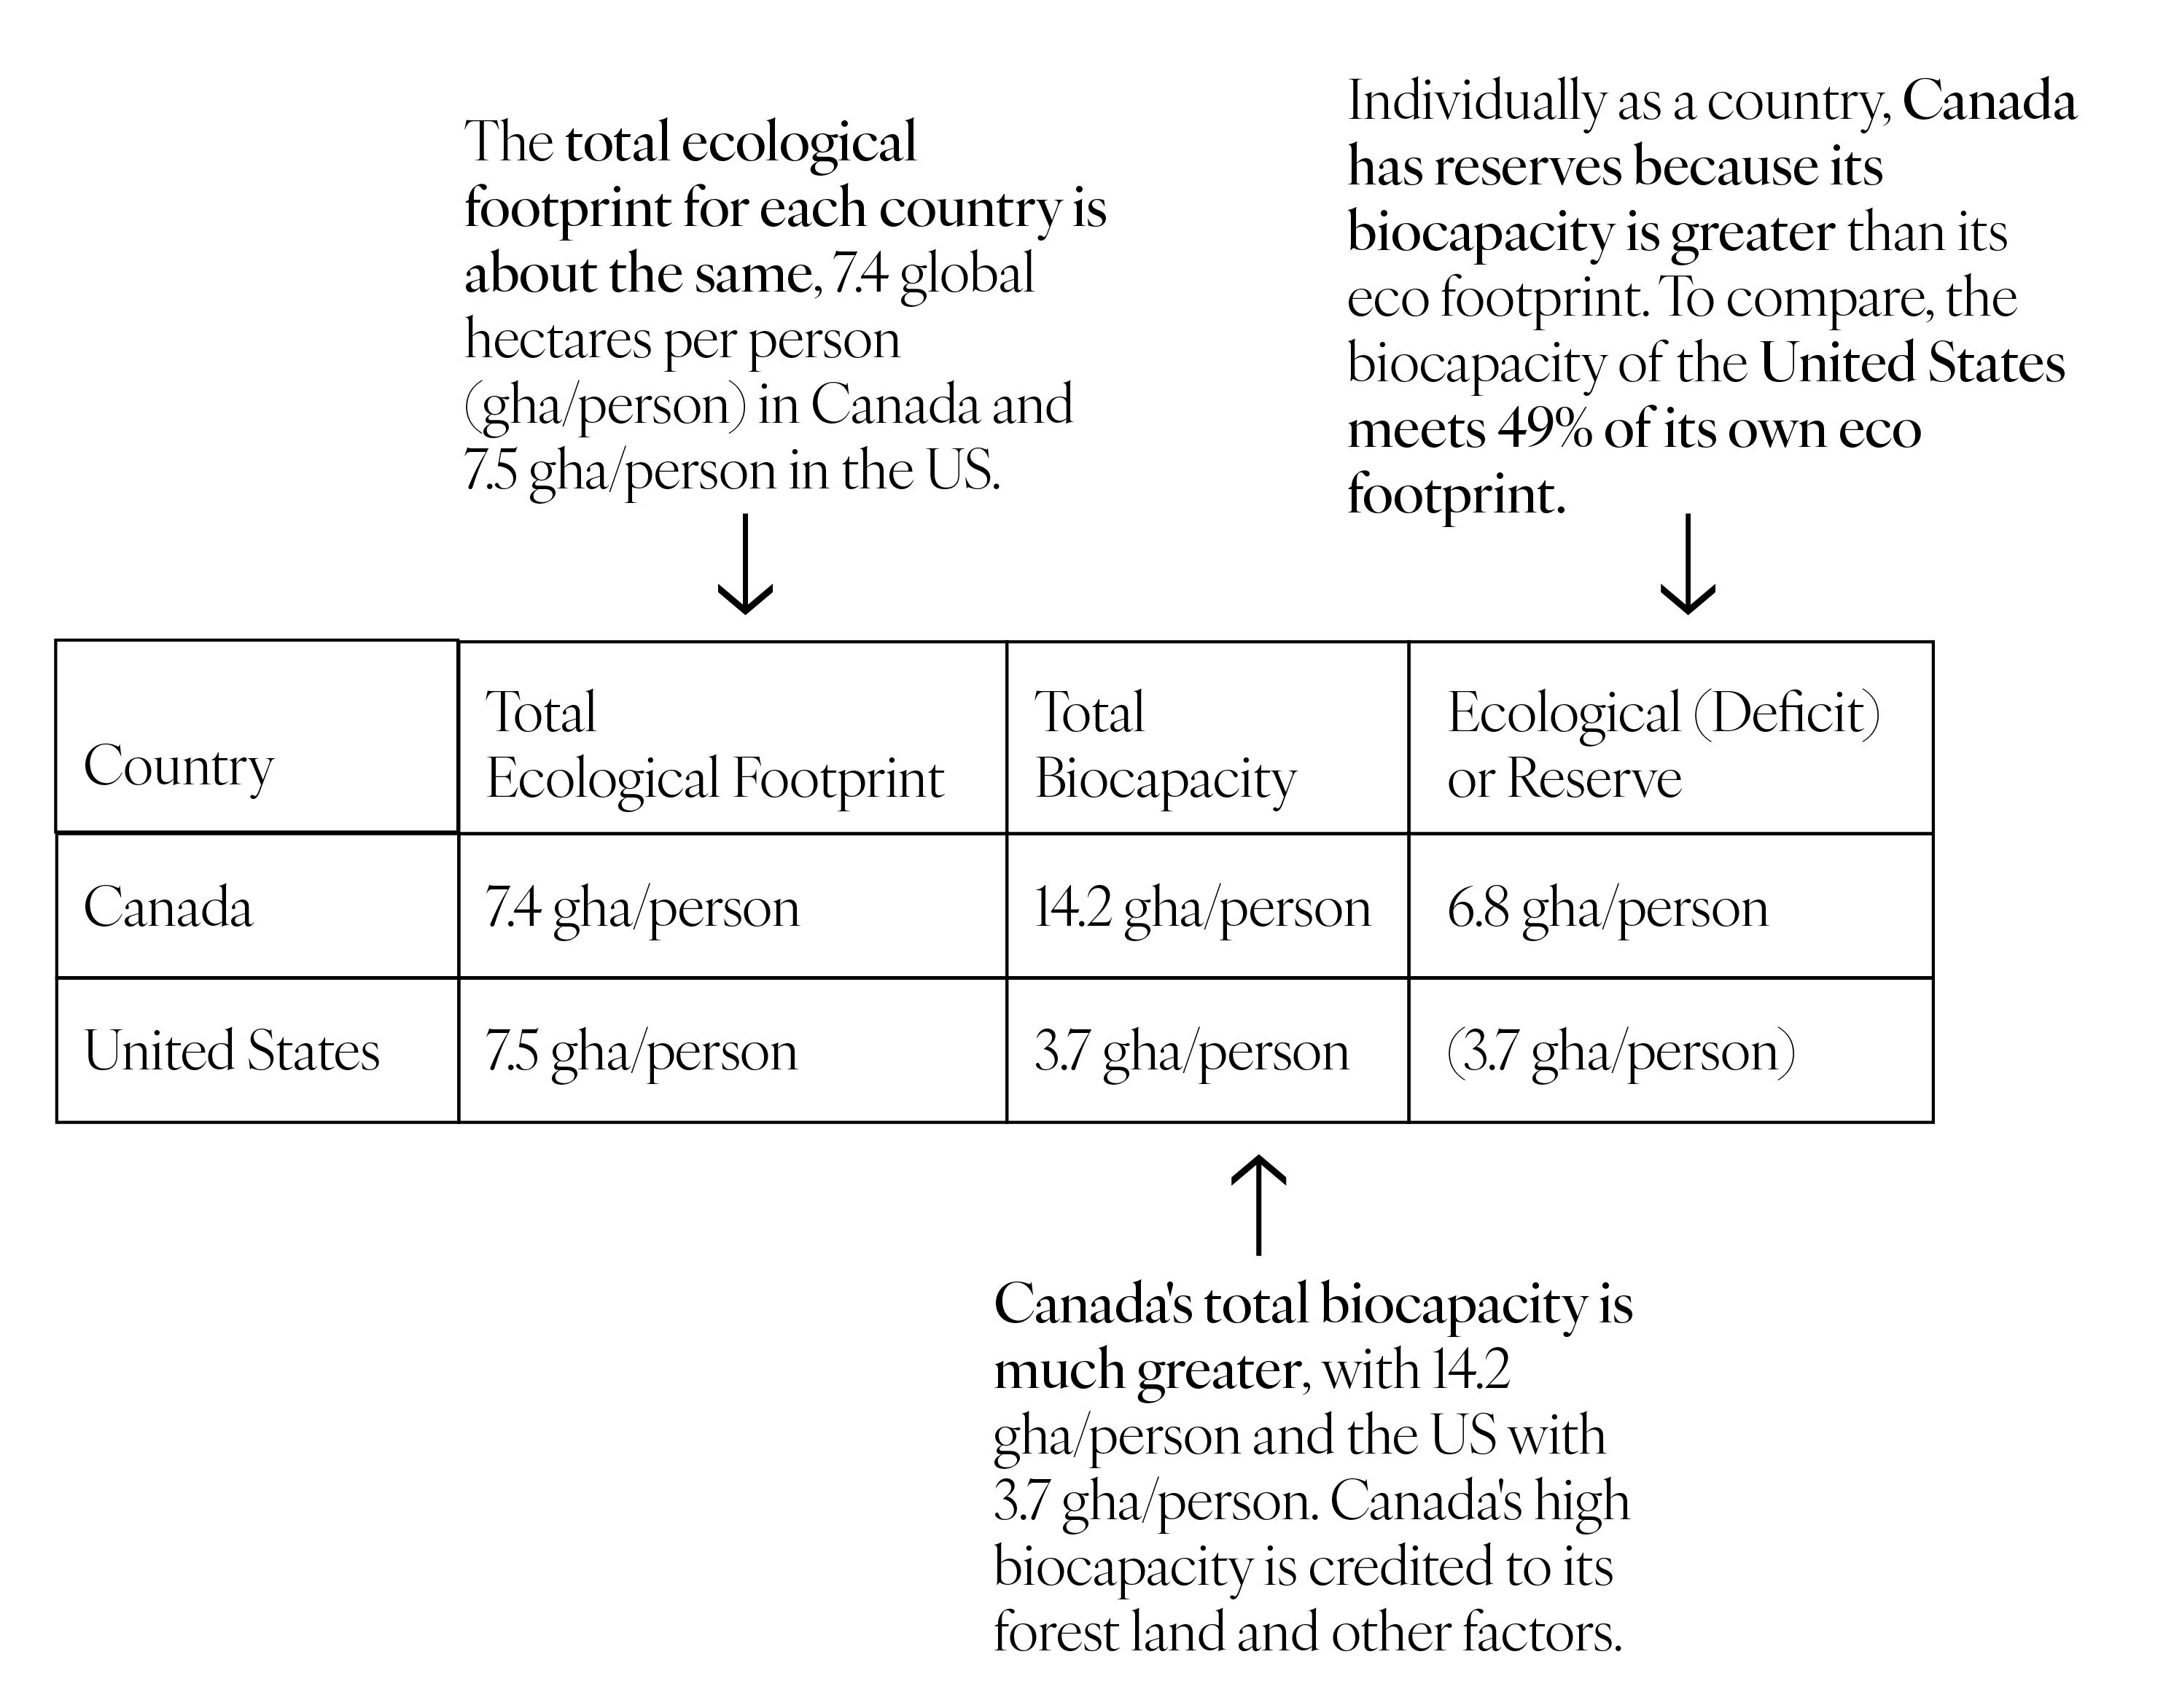 The total ecological
footprint for each country is
about the same, 7.4 global
hectares per person
(gha/person) in Canada and
7.5 gha/person in the US.
Individually as a country, Canada
has reserves because its
biocapacity is greater than its
eco footprint. To compare, the
biocapacity of the United States
meets 49% of its own eco
footprint.
Country
Total
Ecological Footprint
Total
Biocapacity
Ecological (Deficit)
or Reserve
Canada
7.4 gha/person
14.2 gha/person
6.8 gha/person
United States
7.5 gha/person
3.7 gha/person
(3.7 gha/person)
Canada's total biocapacity is
much greater, with 14.2
gha/person and the US with
3.7 gha/person. Canada's high
biocapacity is credited to its
forest land and other factors.